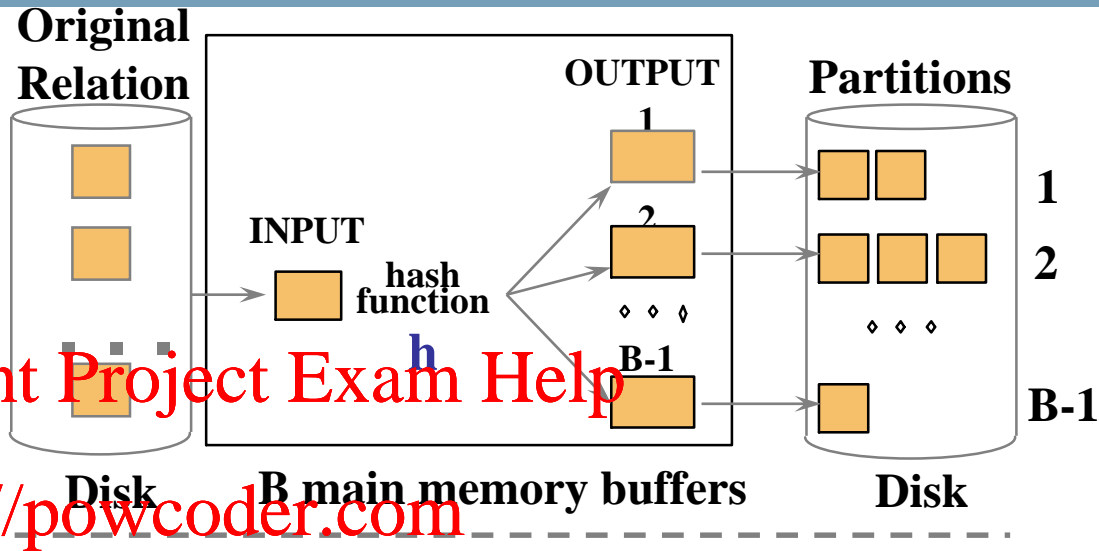 Original
Relation
OUTPUT
Partitions
1
1
INPUT
2
2
hash
function
h
B-1
B-1
nt Project Exam Help
Disk
B main memory buffers
Disk
//powcoder.com